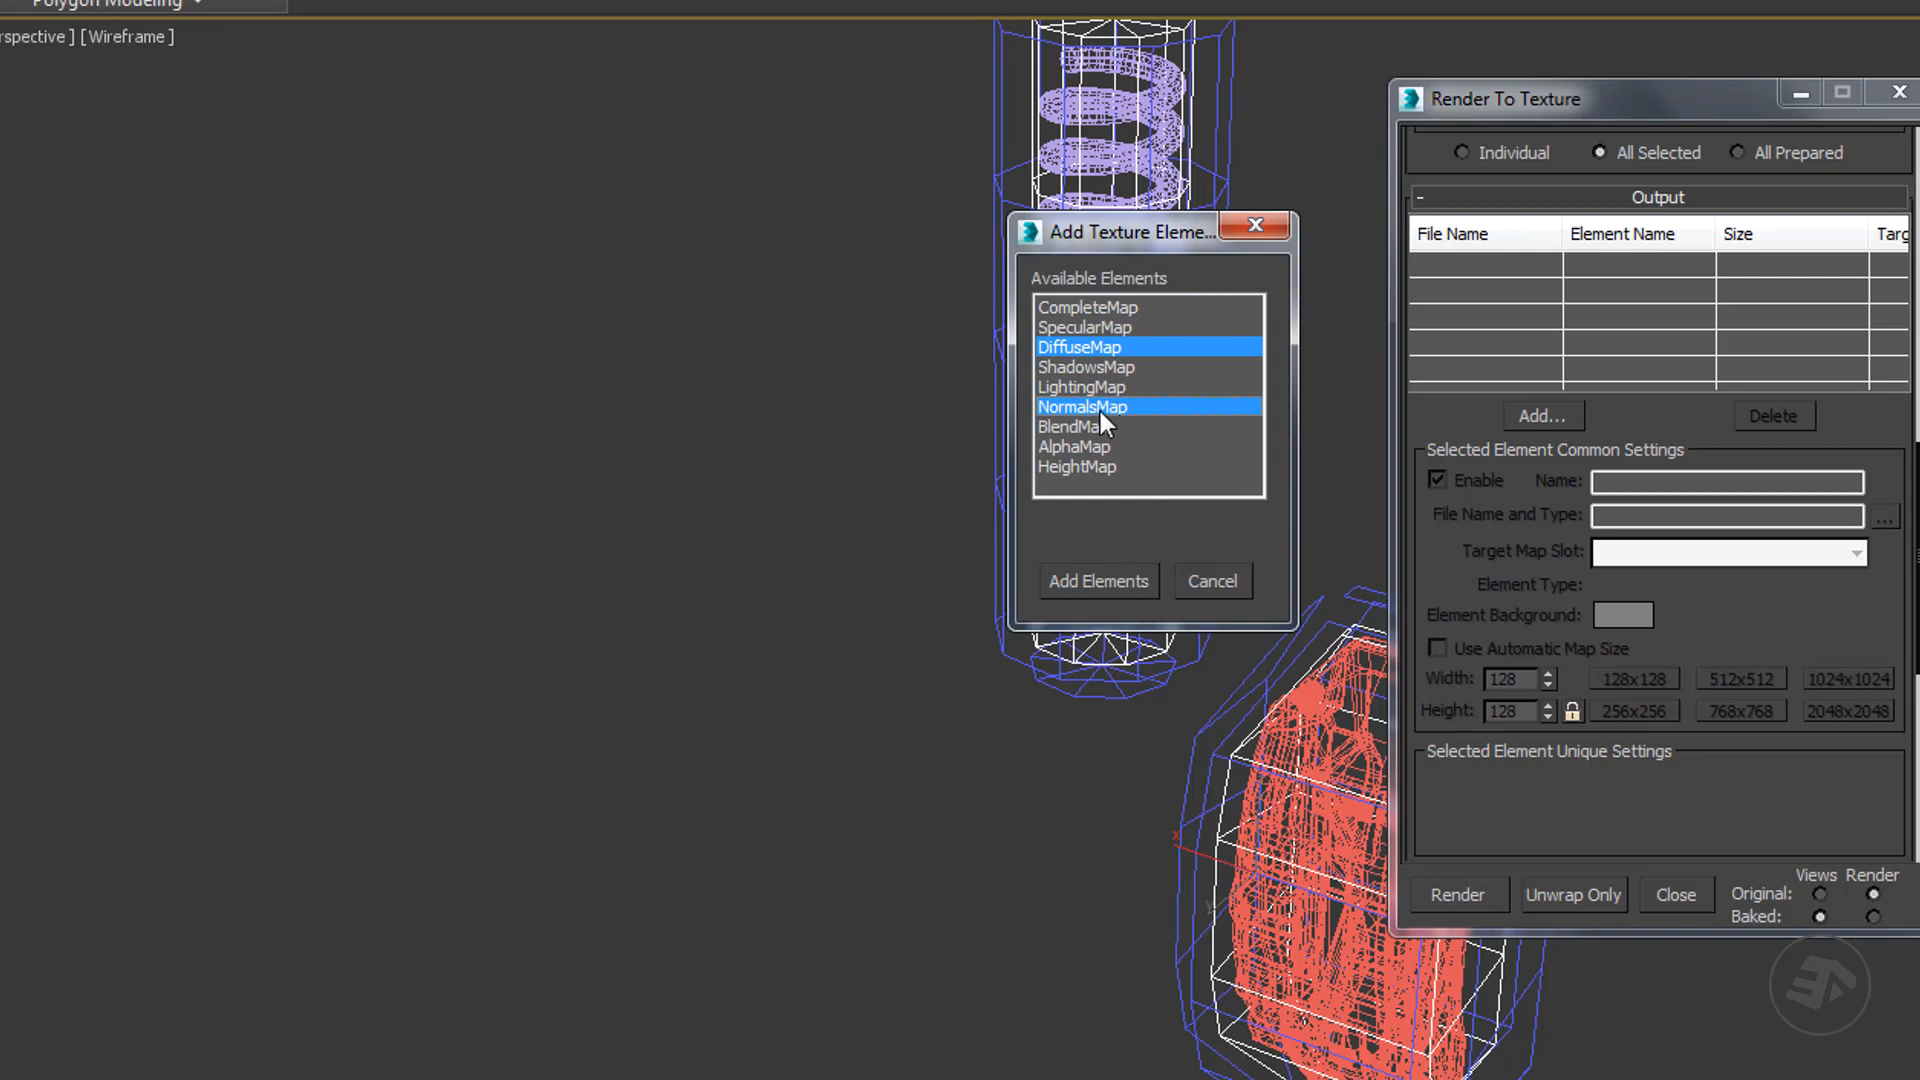 Polygon Modeling
rspective ] [ Wireframe ]
Render To Texture
Individual
All Selected
All Prepared
- Output
File Name
Element Name
Size
Targ
Add Texture Eleme...
Available Elements
CompleteMap
SpecularMap
DiffuseMap
ShadowsMap
LightingMap
NormalsMap
BlendMap
AlphaMap
HeightMap
Add Elements
Cancel
Add...
Delete
Selected Element Common Settings
Enable
Name:
File Name and Type:
...
Target Map Slot:
Element Type:
Element Background:
Use Automatic Map Size
Width: 128
128x128
512x512
1024x1024
Height: 128
256x256
768x768
2048x2048
Selected Element Unique Settings
Views Render
Render
Unwrap Only
Close
Original:
Baked:
x
y